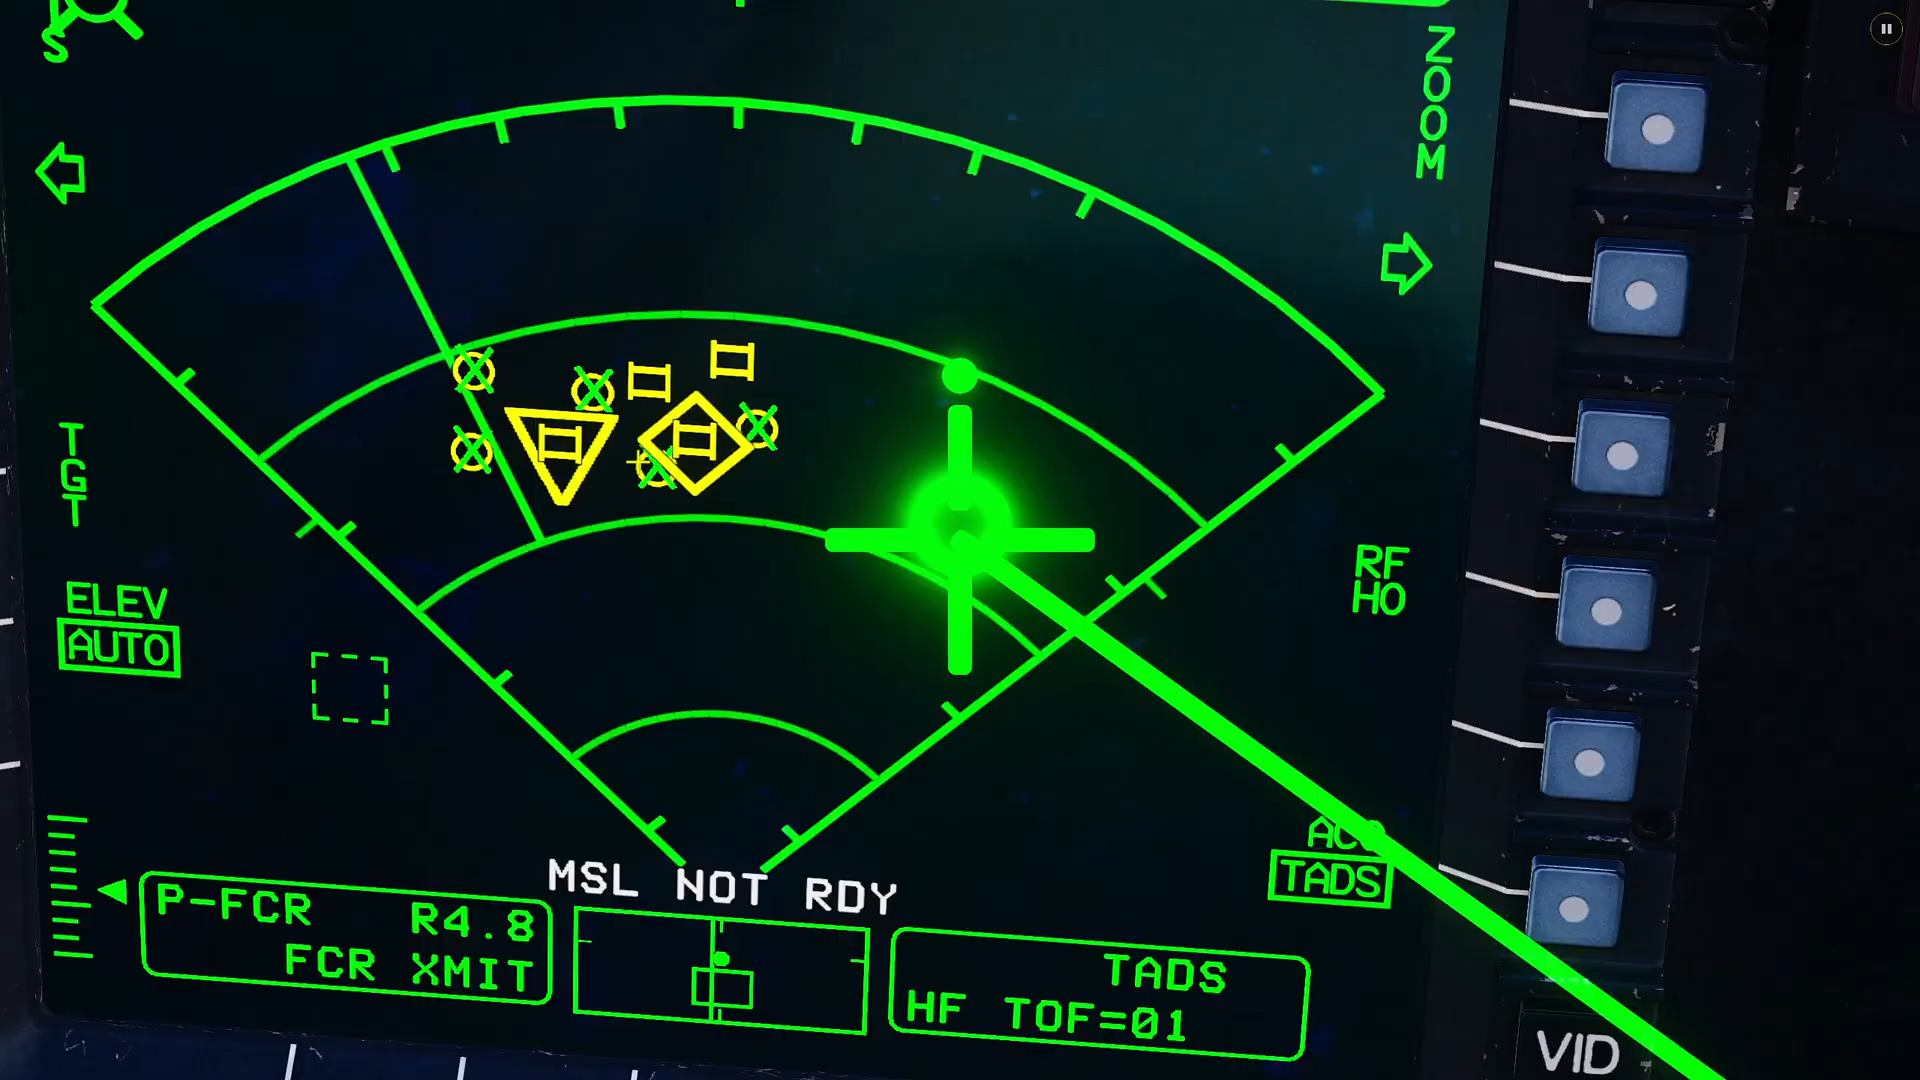 S
ZOOM
TGT
ELEV
AUTO
RF
HO
MSL NOT RDY
TADS
P-FCR R4.8
FCR XMIT
TADS
HF TOF=01
VID